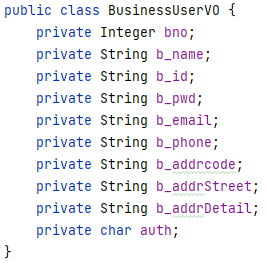 public class BusinessUserVO {
    private Integer bno;
    private String b_name;
    private String b_id;
    private String b_pwd;
    private String b_email;
    private String b_phone;
    private String b_addrcode;
    private String b_addrStreet;
    private String b_addrDetail;
    private char auth;
}